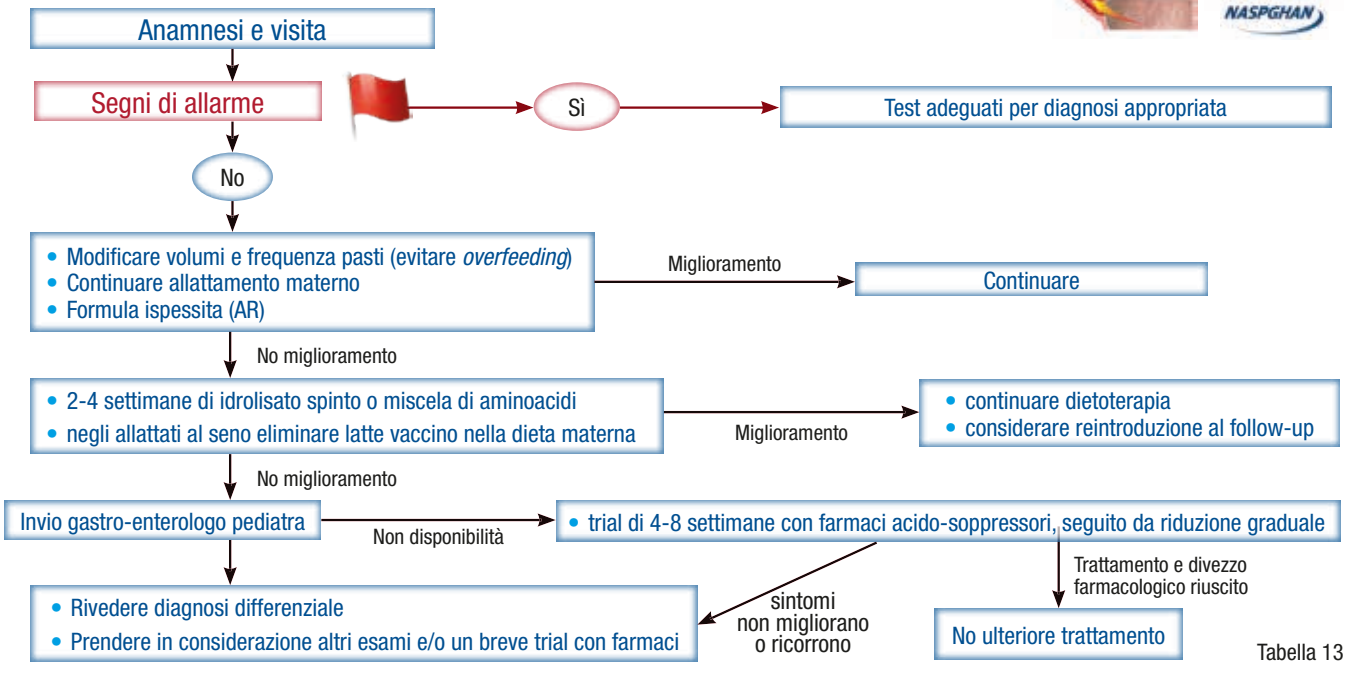 NASPGHAN
Anamnesi e visita
Segni di allarme
Sì
Test adeguati per diagnosi appropriata
No
• Modificare volumi e frequenza pasti (evitare overfeeding)
• Continuare allattamento materno
• Formula ispessita (AR)
Miglioramento
Continuare
No miglioramento
• 2-4 settimane di idrolisato spinto o miscela di aminoacidi
• negli allattati al seno eliminare latte vaccino nella dieta materna
Miglioramento
• continuare dietoterapia
• considerare reintroduzione al follow-up
No miglioramento
Invio gastro-enterologo pediatra
Non disponibilità
• trial di 4-8 settimane con farmaci acido-soppressori, seguito da riduzione graduale
Trattamento e divezzo
farmacologico riuscito
• Rivedere diagnosi differenziale
• Prendere in considerazione altri esami e/o un breve trial con farmaci
sintomi
non migliorano
o ricorrono
No ulteriore trattamento
Tabella 13